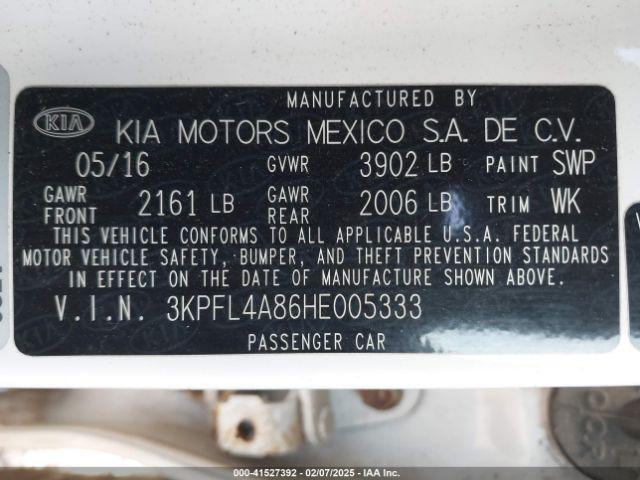 MANUFACTURED BY
KIA KIA MOTORS MEXICO S.A. DE C.V.
05/16 GVWR 3902 LB PAINT SWP
GAWR FRONT 2161 LB GAWR REAR 2006 LB TRIM WK
THIS VEHICLE CONFORMS TO ALL APPLICABLE U.S.A. FEDERAL
MOTOR VEHICLE SAFETY, BUMPER, AND THEFT PREVENTION STANDARDS
IN EFFECT ON THE DATE OF MANUFACTURE SHOWN ABOVE.
V.I.N. 3KPFL4A86HE005333
PASSENGER CAR
000-41527392 - 02/07/2025 - IAA Inc.